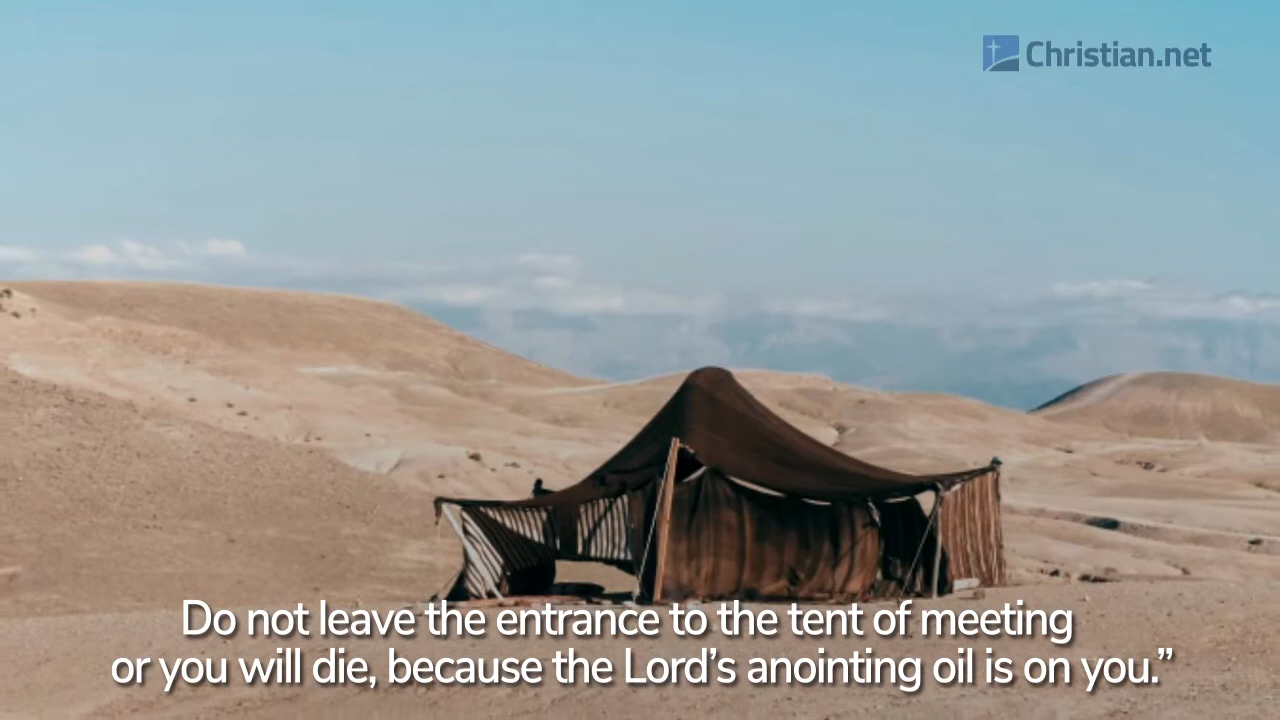 Christian.net
Do not leave the entrance to the tent of meeting
or you will die, because the Lord’s anointing oil is on you.”